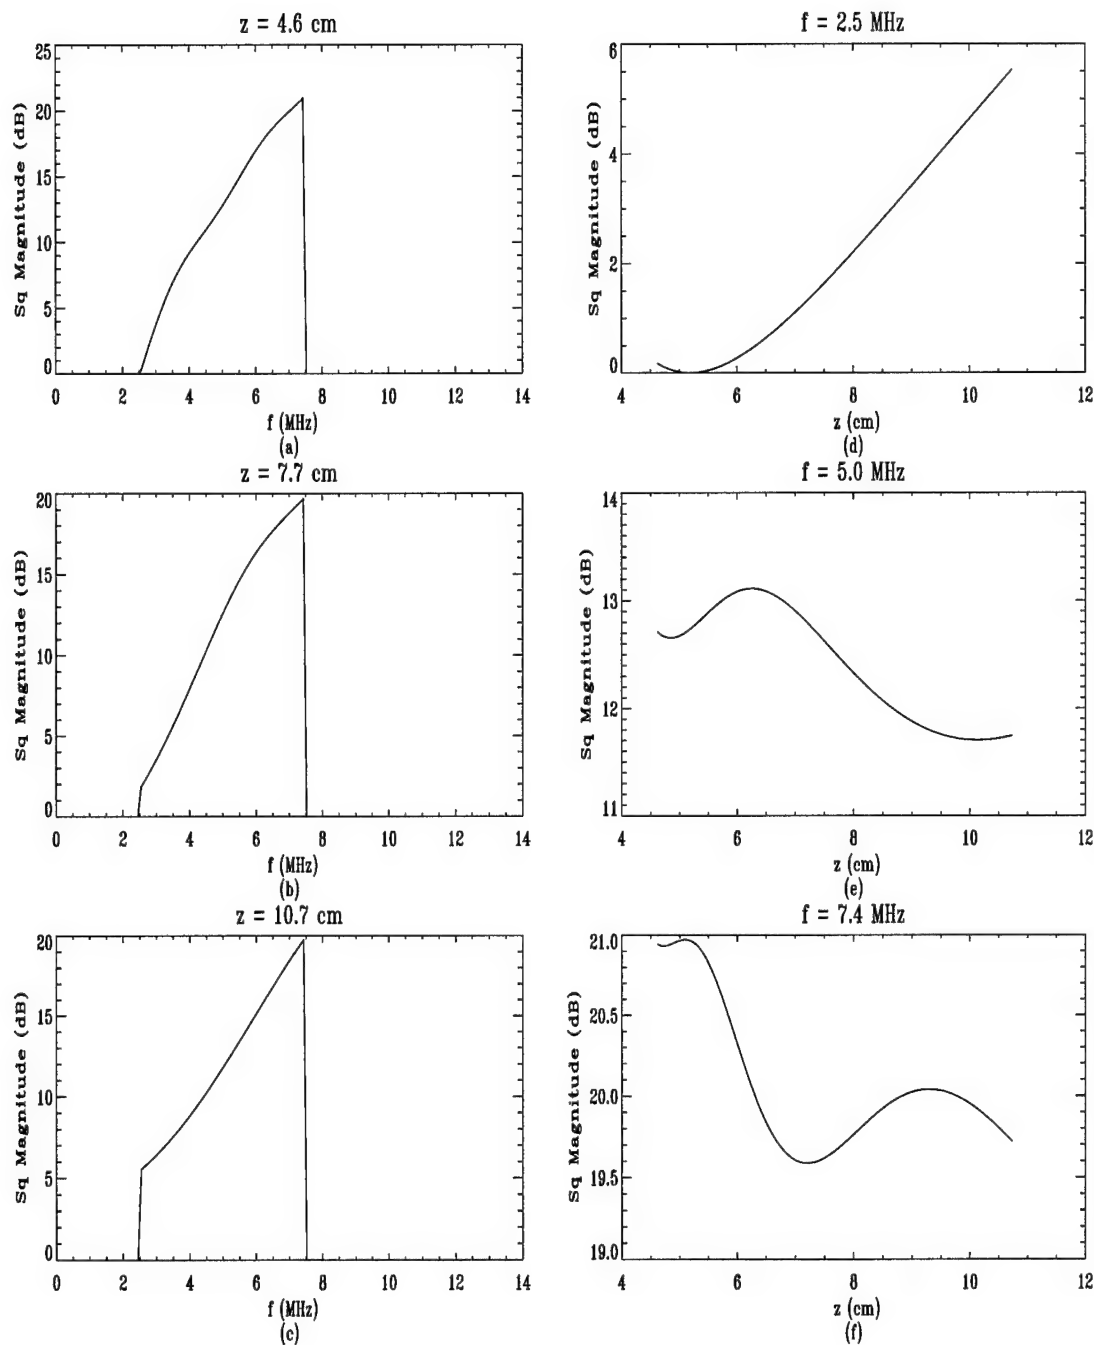 z = 4.6 cm
25
20
15
10
5
0
Sq Magnitude (dB)
0 2 4 6 8 10 12 14
f (MHz)
(a)
z = 7.7 cm
20
15
10
5
0
Sq Magnitude (dB)
0 2 4 6 8 10 12 14
f (MHz)
(b)
z = 10.7 cm
20
15
10
5
0
Sq Magnitude (dB)
0 2 4 6 8 10 12 14
f (MHz)
(c)
f = 2.5 MHz
6
4
2
0
Sq Magnitude (dB)
4 6 8 10 12
z (cm)
(d)
f = 5.0 MHz
14
13
12
11
Sq Magnitude (dB)
4 6 8 10 12
z (cm)
(e)
f = 7.4 MHz
21.0
20.5
20.0
19.5
19.0
Sq Magnitude (dB)
4 6 8 10 12
z (cm)
(f)